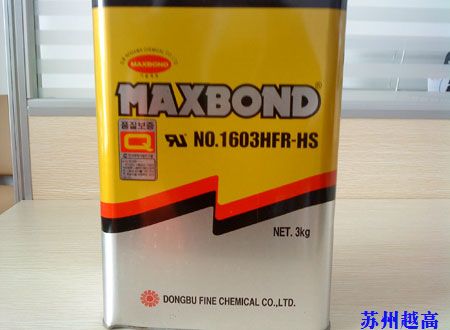 MAXBOND
MAXBOND®
품질보증
Q
NO.1603HFR-HS
NET. 3kg
DONGBU FINE CHEMICAL CO.,LTD.
苏州越高